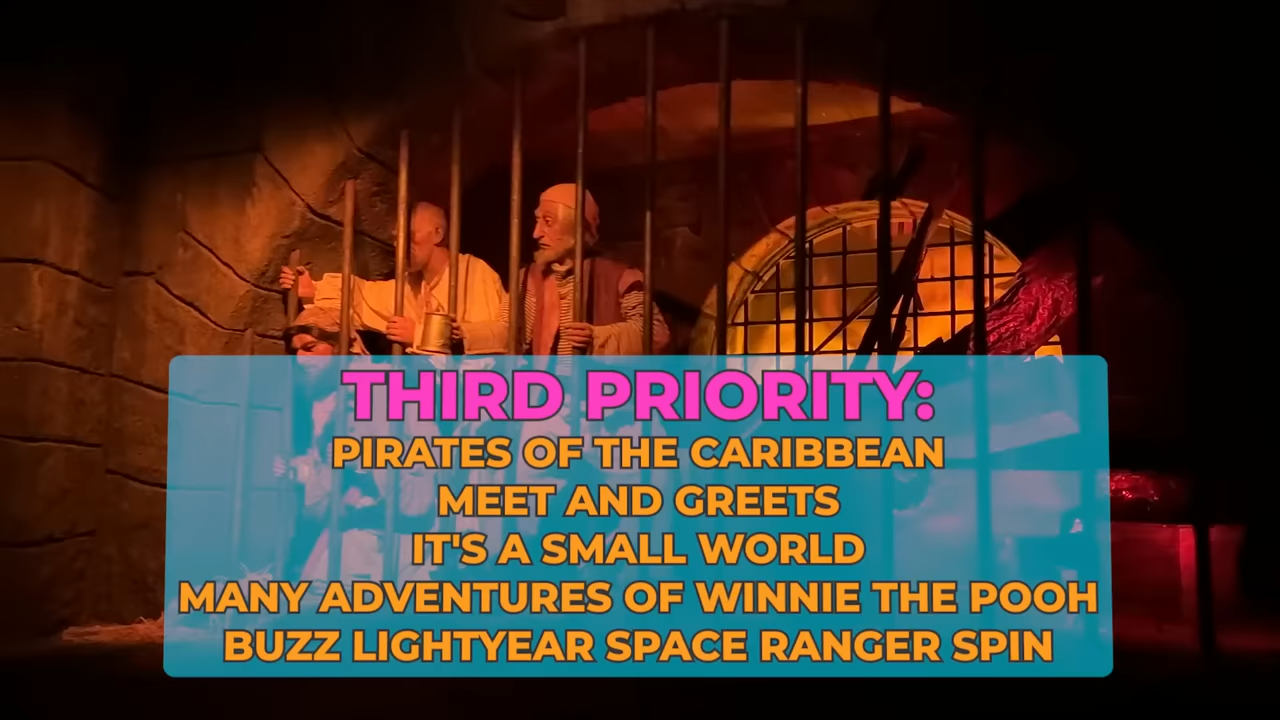 THIRD PRIORITY:
PIRATES OF THE CARIBBEAN
MEET AND GREETS
IT'S A SMALL WORLD
MANY ADVENTURES OF WINNIE THE POOH
BUZZ LIGHTYEAR SPACE RANGER SPIN